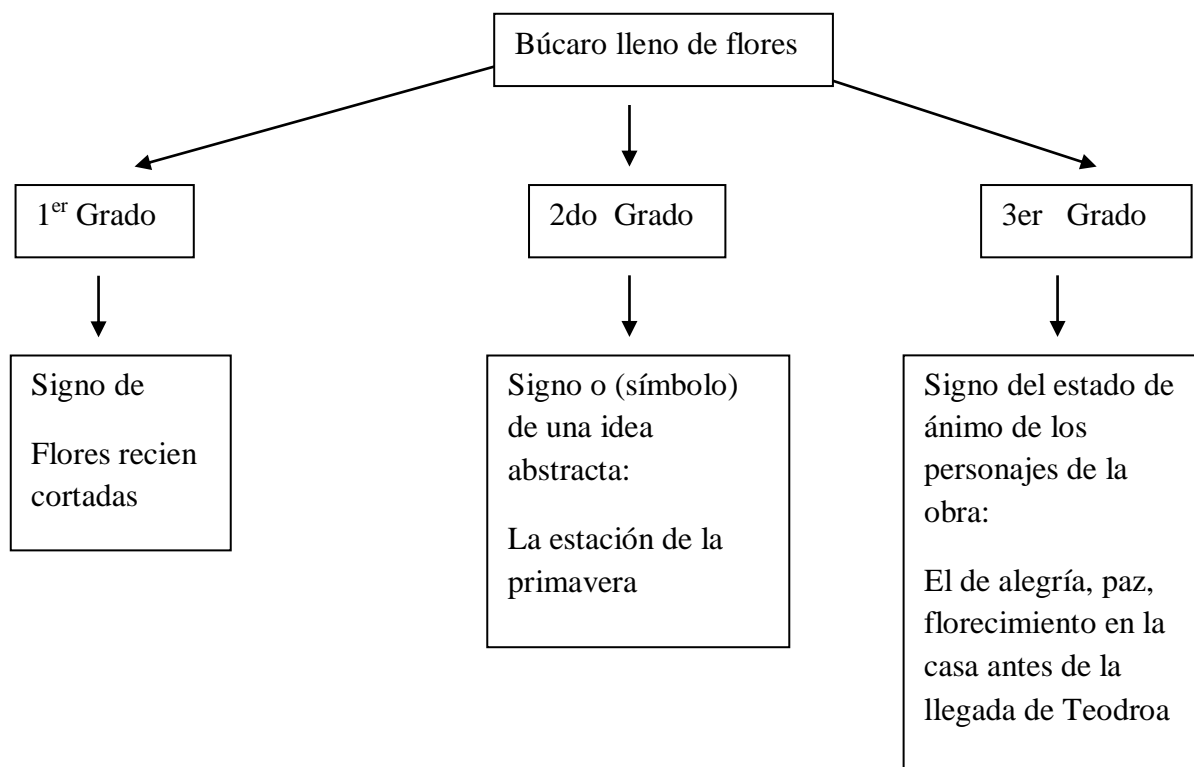 Búcaro lleno de flores
1er Grado
2do Grado
3er Grado
Signo de
Flores recien
cortadas
Signo o (símbolo)
de una idea
abstracta:
La estación de la
primavera
Signo del estado de
ánimo de los
personajes de la
obra:
El de alegría, paz,
florecimiento en la
casa antes de la
llegada de Teodroa